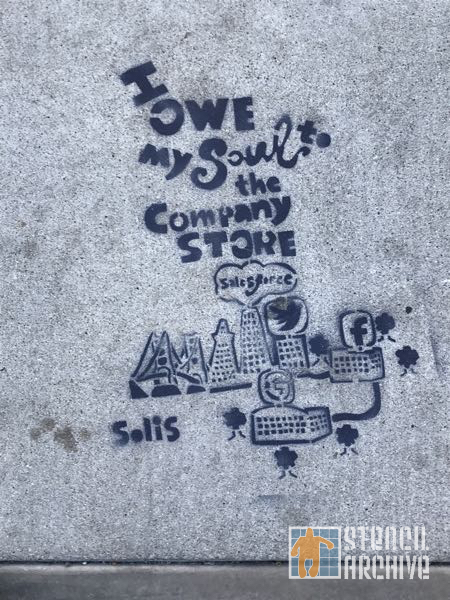 I
OWE
my Soul to
the
Company
STORE
Salesforce
f
G
Solis
STENCIL
ARCHIVE